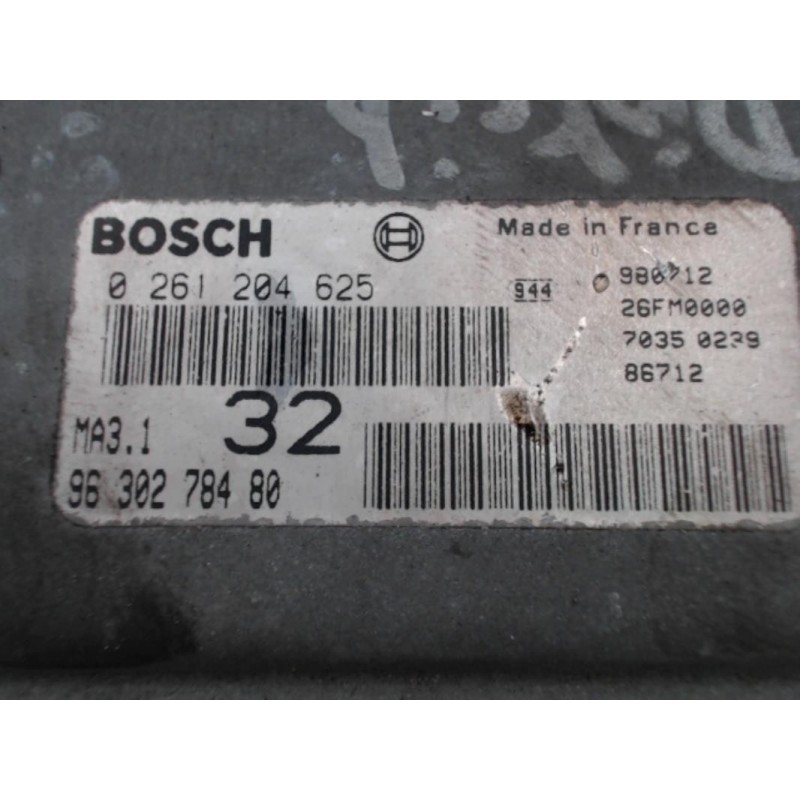 BOSCH
Made in France
0 261 204 625
944
980712
26FM0000
7035 0239
86712
32
MA3.1
96 302 784 80